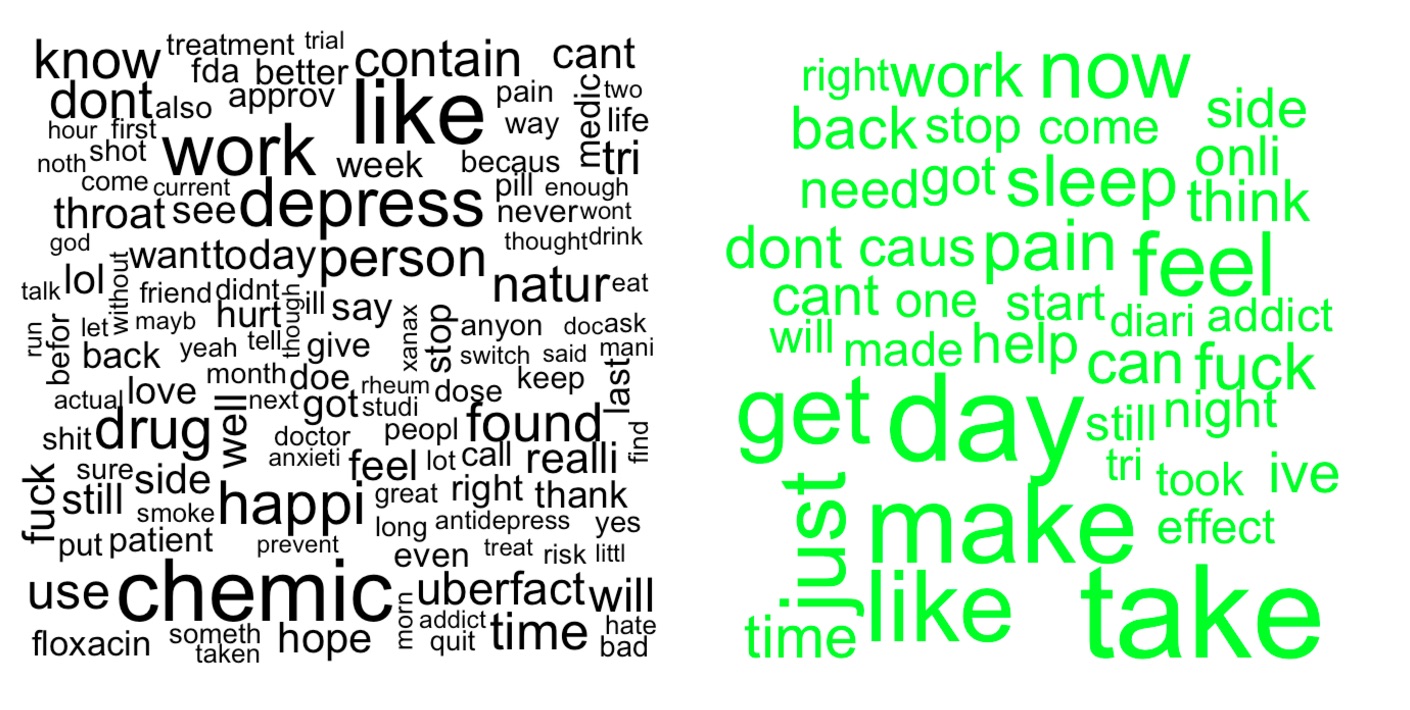 know treatment trial contain cant
fda better
dont also approv like pain medic two
hour first way life
noth shot work week becaus tri
come current depress pill enough
throat see never wont
god thought drink
without want today person natur eat
talk lol friend didnt though ill say xanax stop
run befor let mayb hurt anyon doc ask
back yeah tell give switch said mani
month doe rheum dose keep last
actual love next got studi
shit drug well doctor peopl found find
anxieti feel lot call realli
fuck sure side
still smoke happi great right thank
put patient prevent long antidepress yes
even treat risk littl
use chemic morn uberfact will
floxacin someth taken hope addict quit time hate bad
right work now
back stop come side
need got sleep onli
think
dont caus pain feel
cant one start diari addict
will made help can fuck
get day still night
just tri took ive
make effect
time like take